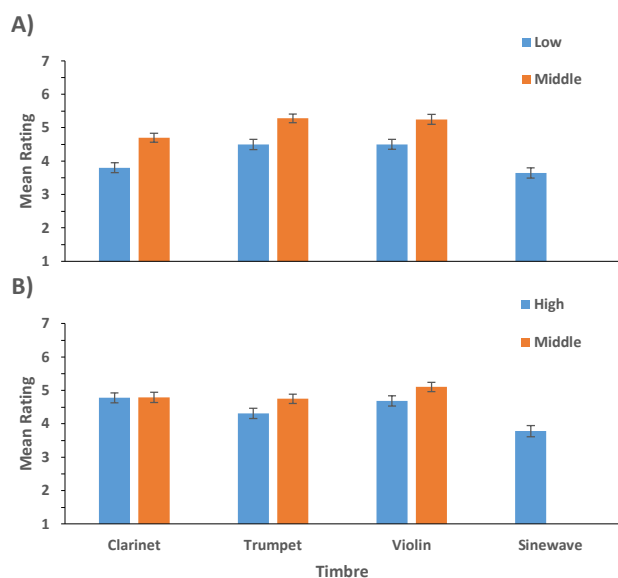 A)
Low
Middle
7
6
5
4
3
2
1
Mean Rating
B)
High
Middle
7
6
5
4
3
2
1
Mean Rating
Clarinet Trumpet Violin Sinewave
Timbre